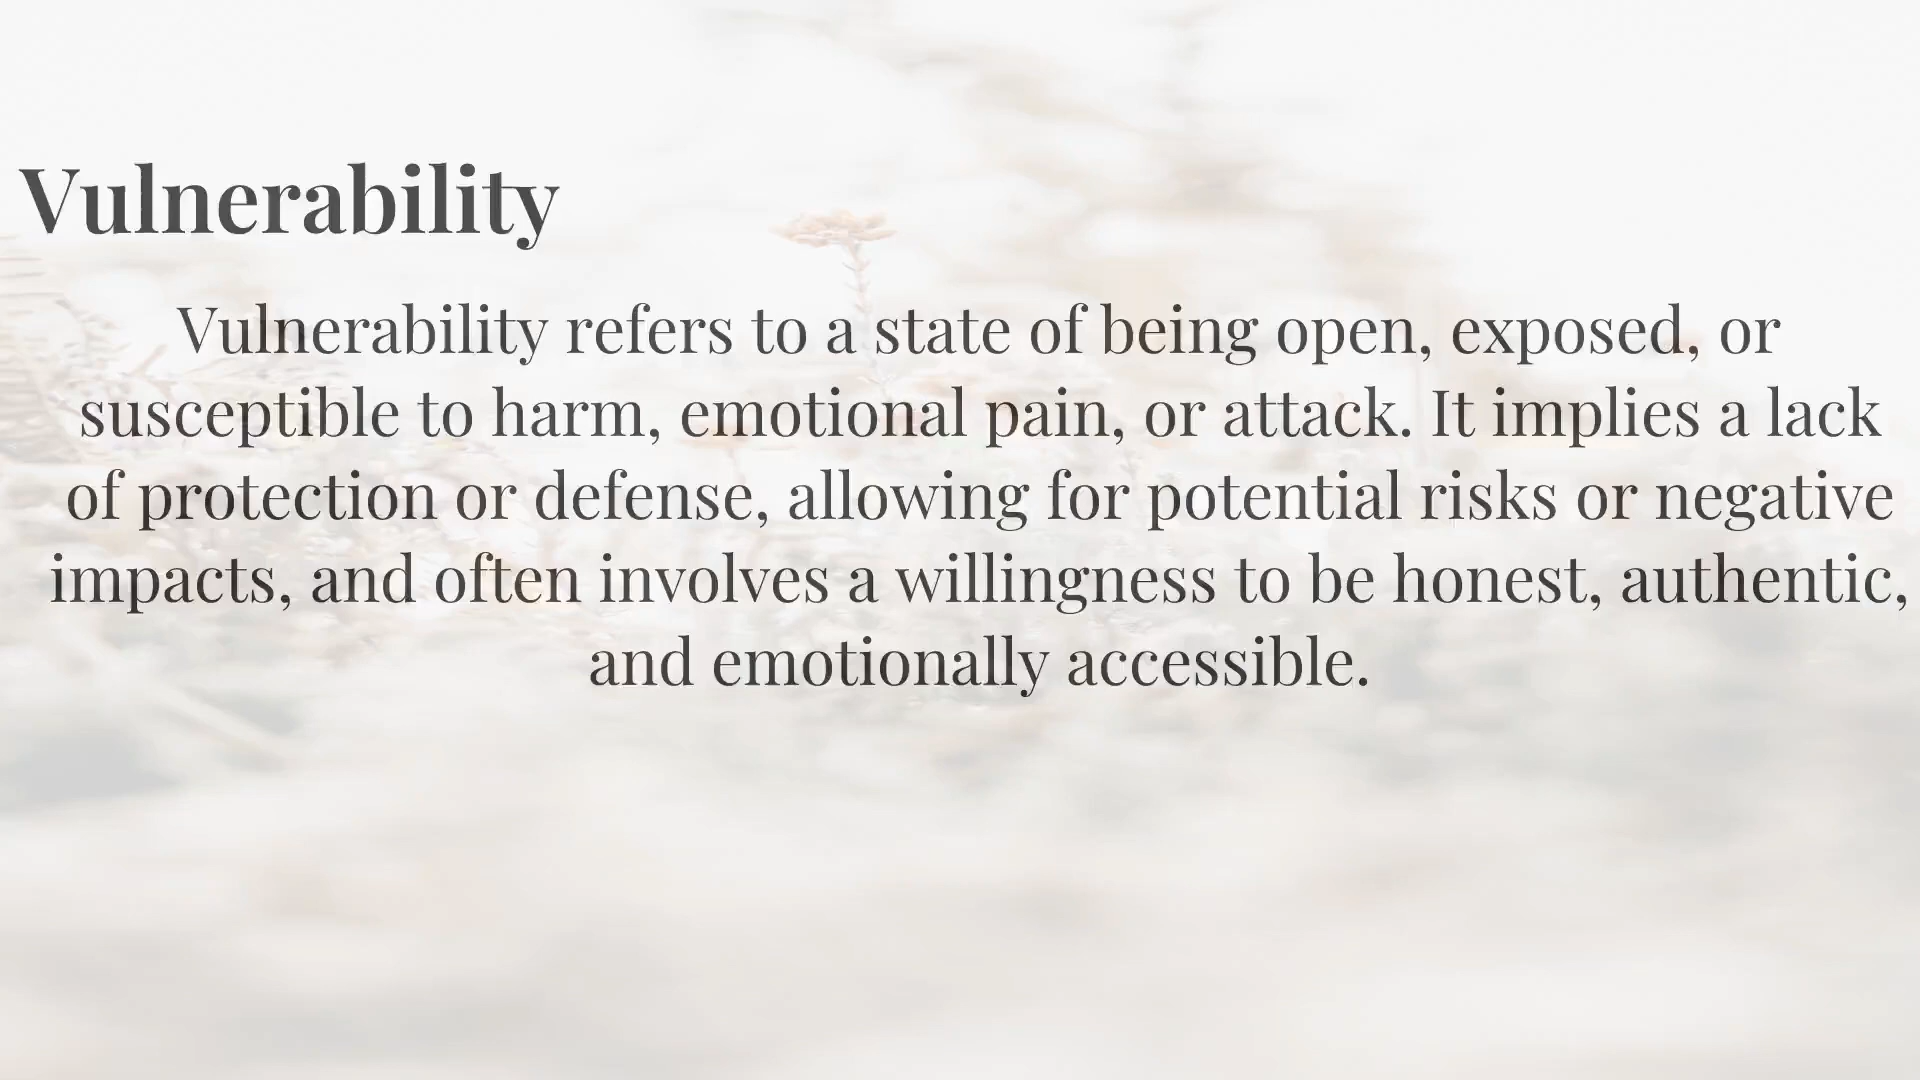 Vulnerability
Vulnerability refers to a state of being open, exposed, or
susceptible to harm, emotional pain, or attack. It implies a lack
of protection or defense, allowing for potential risks or negative
impacts, and often involves a willingness to be honest, authentic,
and emotionally accessible.